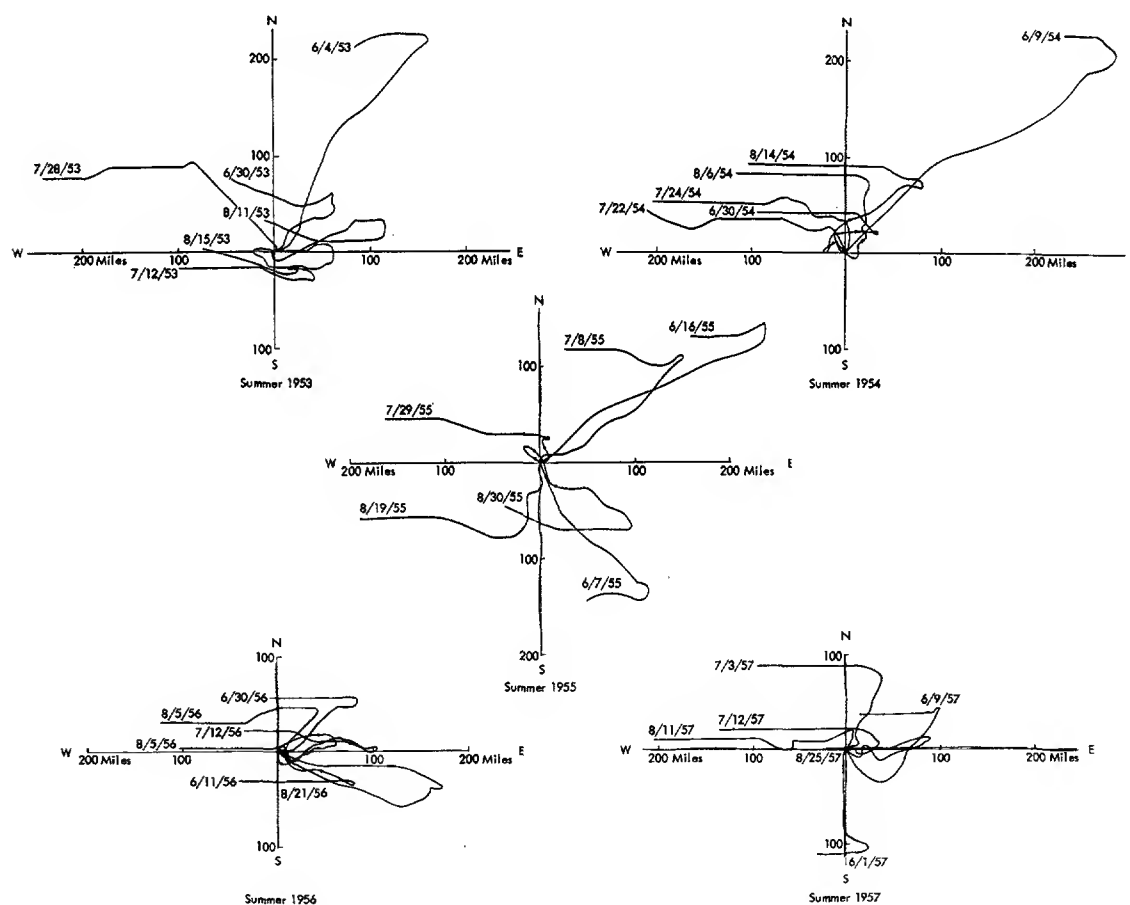 N
6/4/53
200
100
7/28/53
6/30/53
8/11/53
8/15/53
W
200 Miles
100
200 Miles
E
7/12/53
100
S
Summer 1953
N
6/9/54
200
100
8/14/54
8/6/54
7/24/54
7/22/54
6/30/54
W
200 Miles
100
100
200 Miles
100
S
Summer 1954
N
6/16/55
7/8/55
100
7/29/55
W
200 Miles
100
100
200 Miles
E
8/30/55
8/19/55
100
6/7/55
200
S
Summer 1955
N
100
6/30/56
8/5/56
7/12/56
8/5/56
W
200 Miles
100
100
200 Miles
E
6/11/56
8/21/56
100
S
Summer 1956
N
100
7/3/57
6/9/57
7/12/57
8/11/57
W
200 Miles
100
8/25/57
100
200 Miles
E
100
6/1/57
S
Summer 1957